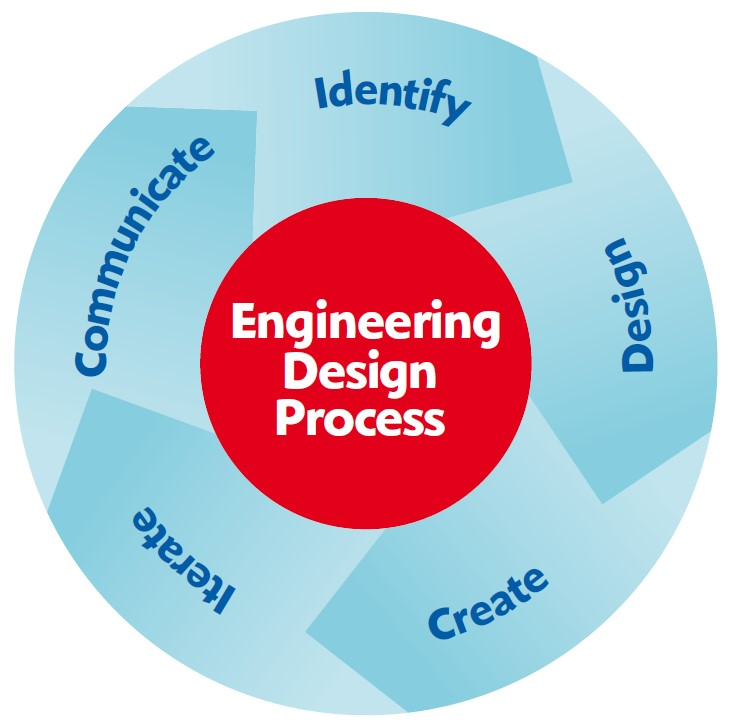 Identify
Design
Create
Iterate
Communicate
Engineering
Design
Process